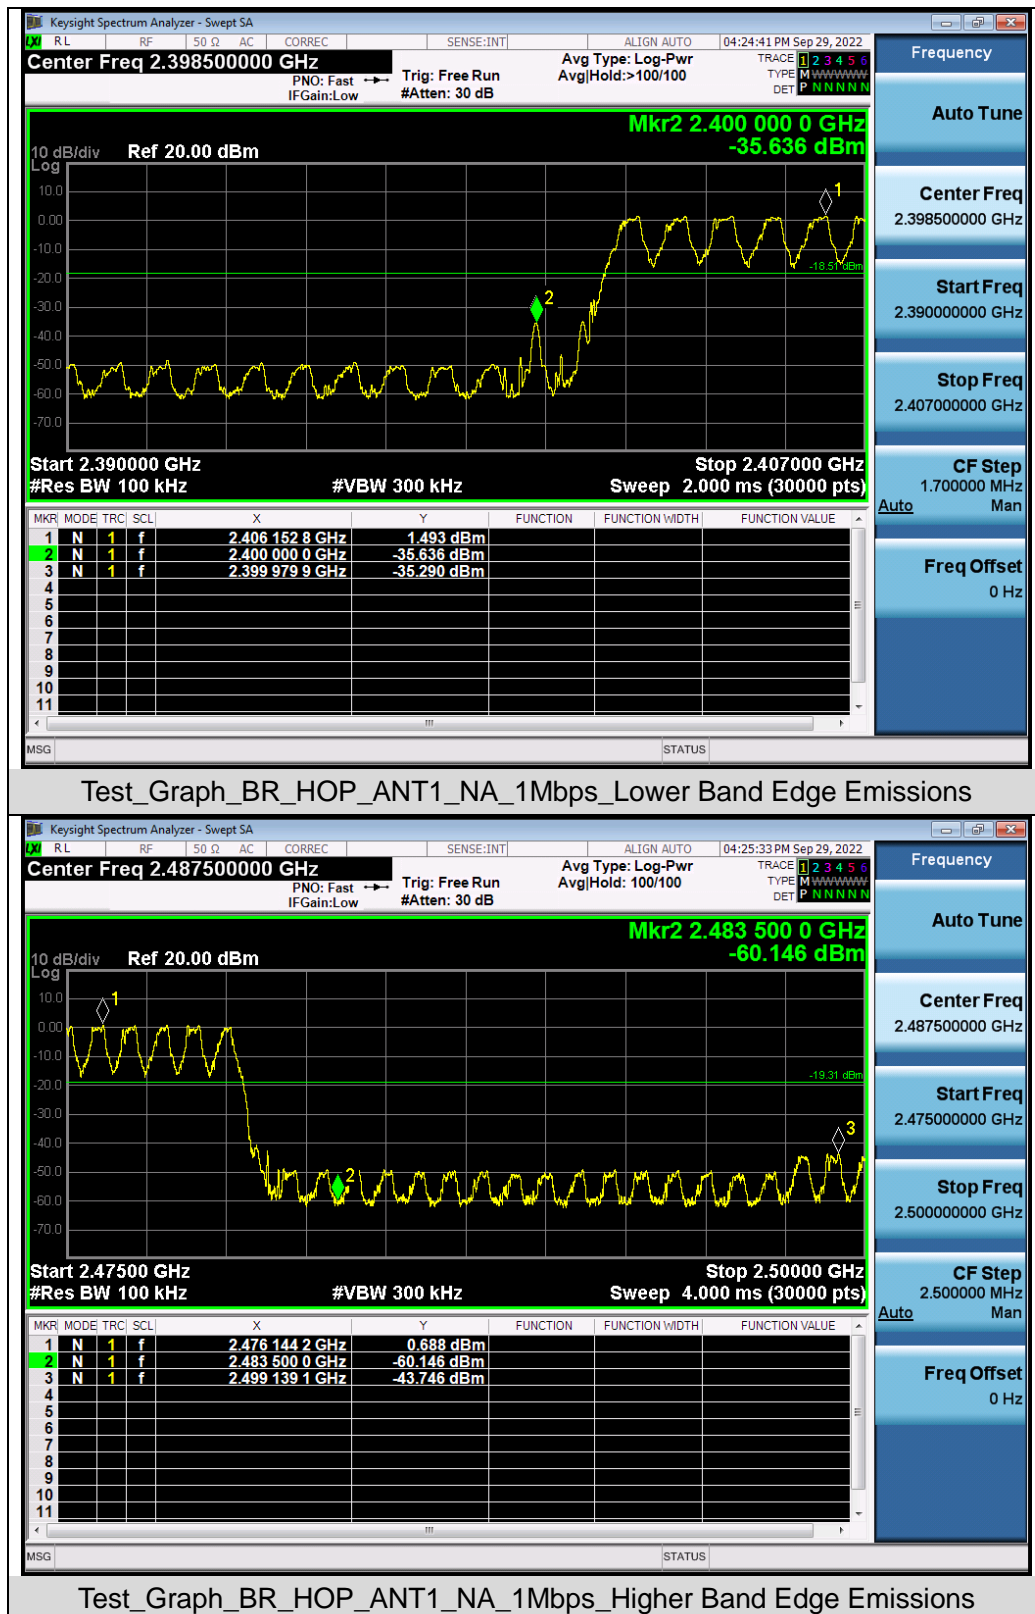 Keysight Spectrum Analyzer - Swept SA
LXI RL RF 50 Ω AC CORREC SENSE:INT ALIGN AUTO 04:24:41 PM Sep 29, 2022
Center Freq 2.398500000 GHz
PNO: Fast
IFGain:Low
Trig: Free Run
#Atten: 30 dB
Avg Type: Log-Pwr
Avg|Hold:>100/100
TRACE 1 2 3 4 5 6
TYPE M WWWWW
DET P N N N N N
Mkr2 2.400 000 0 GHz
-35.636 dBm
10 dB/div Ref 20.00 dBm
Log
10.0
0.00
-10.0
-20.0
-30.0
-40.0
-50.0
-60.0
-70.0
1
2
-18.51 dBm
Start 2.390000 GHz Stop 2.407000 GHz
#Res BW 100 kHz #VBW 300 kHz Sweep 2.000 ms (30000 pts)
MKR MODE TRC SCL X Y FUNCTION FUNCTION WIDTH FUNCTION VALUE
1 N 1 f 2.406 152 8 GHz 1.493 dBm
2 N 1 f 2.400 000 0 GHz -35.636 dBm
3 N 1 f 2.399 979 9 GHz -35.290 dBm
4
5
6
7
8
9
10
11
MSG STATUS
Frequency
Auto Tune
Center Freq
2.398500000 GHz
Start Freq
2.390000000 GHz
Stop Freq
2.407000000 GHz
CF Step
1.700000 MHz
Auto Man
Freq Offset
0 Hz
Test_Graph_BR_HOP_ANT1_NA_1Mbps_Lower Band Edge Emissions
Keysight Spectrum Analyzer - Swept SA
LXI RL RF 50 Ω AC CORREC SENSE:INT ALIGN AUTO 04:25:33 PM Sep 29, 2022
Center Freq 2.487500000 GHz
PNO: Fast
IFGain:Low
Trig: Free Run
#Atten: 30 dB
Avg Type: Log-Pwr
Avg|Hold: 100/100
TRACE 1 2 3 4 5 6
TYPE M WWWWW
DET P N N N N N
Mkr2 2.483 500 0 GHz
-60.146 dBm
10 dB/div Ref 20.00 dBm
Log
10.0
0.00
-10.0
-20.0
-30.0
-40.0
-50.0
-60.0
-70.0
1
2
3
-19.31 dBm
Start 2.47500 GHz Stop 2.50000 GHz
#Res BW 100 kHz #VBW 300 kHz Sweep 4.000 ms (30000 pts)
MKR MODE TRC SCL X Y FUNCTION FUNCTION WIDTH FUNCTION VALUE
1 N 1 f 2.476 144 2 GHz 0.688 dBm
2 N 1 f 2.483 500 0 GHz -60.146 dBm
3 N 1 f 2.499 139 1 GHz -43.746 dBm
4
5
6
7
8
9
10
11
MSG STATUS
Frequency
Auto Tune
Center Freq
2.487500000 GHz
Start Freq
2.475000000 GHz
Stop Freq
2.500000000 GHz
CF Step
2.500000 MHz
Auto Man
Freq Offset
0 Hz
Test_Graph_BR_HOP_ANT1_NA_1Mbps_Higher Band Edge Emissions